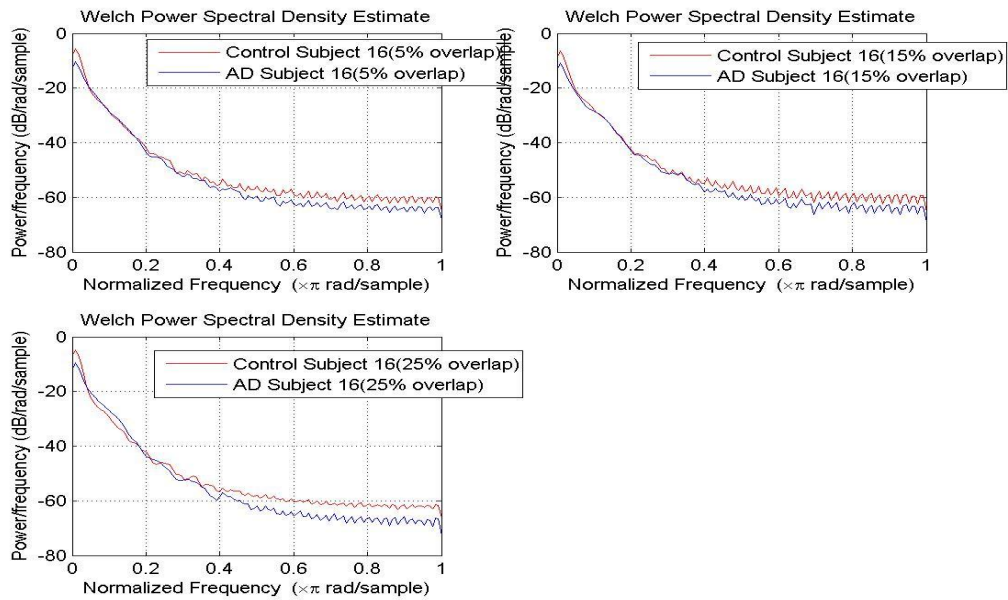 Welch Power Spectral Density Estimate
Power/frequency (dB/rad/sample)
0
-20
-40
-60
-80
Control Subject 16(5% overlap)
AD Subject 16(5% overlap)
0 0.2 0.4 0.6 0.8 1
Normalized Frequency (×π rad/sample)
Welch Power Spectral Density Estimate
Power/frequency (dB/rad/sample)
0
-20
-40
-60
-80
Control Subject 16(15% overlap)
AD Subject 16(15% overlap)
0 0.2 0.4 0.6 0.8 1
Normalized Frequency (×π rad/sample)
Welch Power Spectral Density Estimate
Power/frequency (dB/rad/sample)
0
-20
-40
-60
-80
Control Subject 16(25% overlap)
AD Subject 16(25% overlap)
0 0.2 0.4 0.6 0.8 1
Normalized Frequency (×π rad/sample)